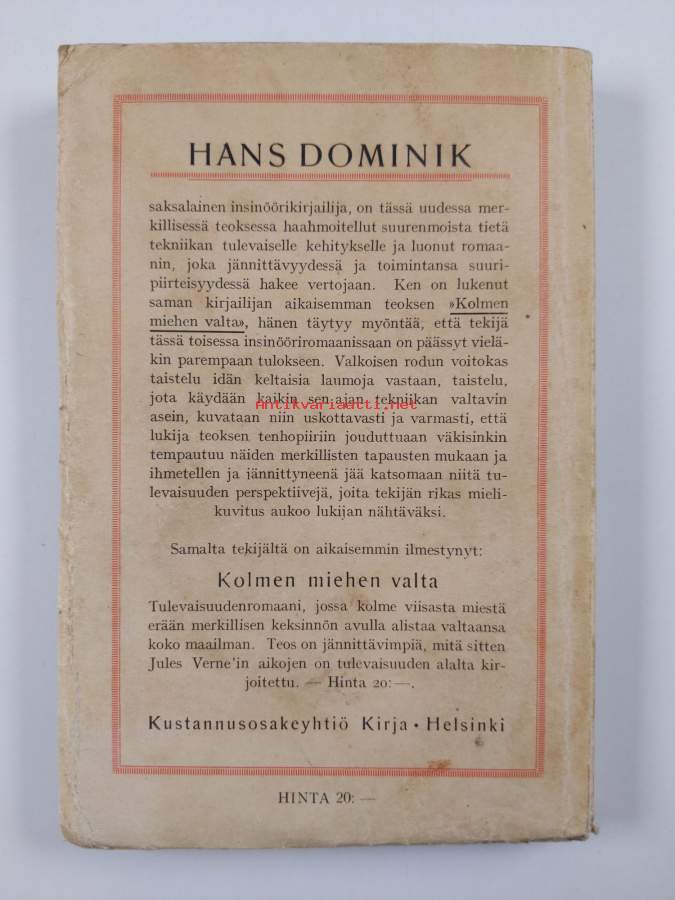 HANS DOMINIK
saksalainen insinöörikirjailija, on tässä uudessa mer-
killisessä teoksessa haahmoitellut suurenmoista tietä
tekniikan tulevaiselle kehitykselle ja luonut romaa-
nin, joka jännittävyydessä ja toimintansa suuri-
piirteisyydessä hakee vertojaan. Ken on lukenut
saman kirjailijan aikaisemman teoksen »Kolmen
miehen valta», hänen täytyy myöntää, että tekijä
tässä toisessa insinööriromaanissaan on päässyt vielä-
kin parempaan tulokseen. Valkoisen rodun voitokas
taistelu idän keltaisia laumoja vastaan, taistelu,
jota käydään kaikin sen ajan tekniikan valtavin
Antikvariaatti.net
asein, kuvataan niin uskottavasti ja varmasti, että
lukija teoksen tenhopiiriin jouduttuaan väkisinkin
tempautuu näiden merkillisten tapausten mukaan ja
ihmetellen ja jännittyneenä jää katsomaan niitä tu-
levaisuuden perspektiivejä, joita tekijän rikas mieli-
kuvitus aukoo lukijan nähtäväksi.
Samalta tekijältä on aikaisemmin ilmestynyt:
Kolmen miehen valta
Tulevaisuudenromaani, jossa kolme viisasta miestä
erään merkillisen keksinnön avulla alistaa valtaansa
koko maailman. Teos on jännittävimpiä, mitä sitten
Jules Verne'in aikojen on tulevaisuuden alalta kir-
joitettu. — Hinta 20:—.
Kustannusosakeyhtiö Kirja • Helsinki
HINTA 20: —